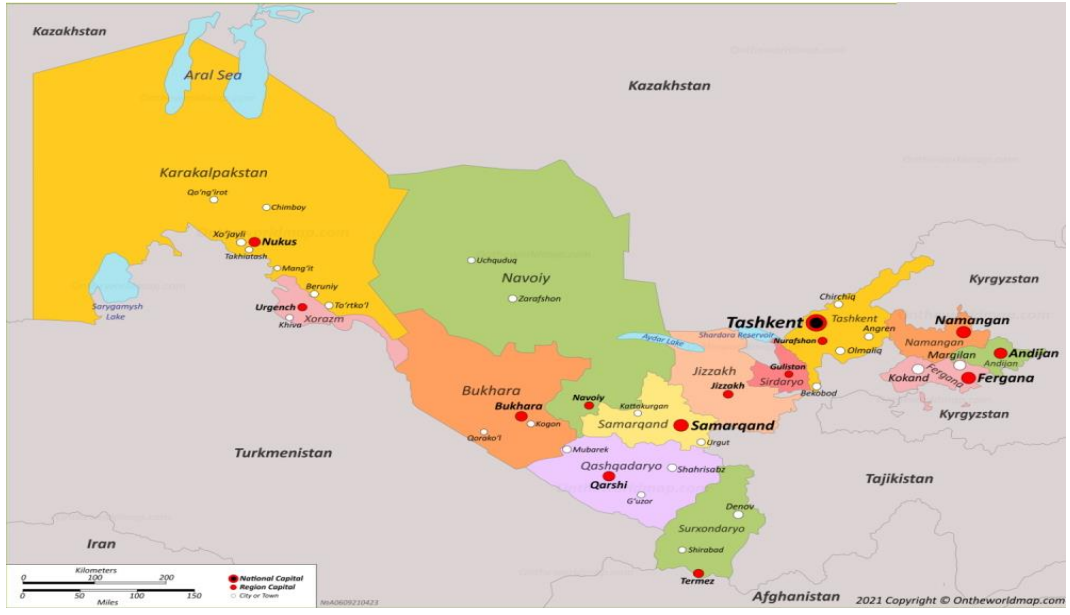 Kazakhstan
Aral Sea
Kazakhstan
Karakalpakstan
Qo'ng'irat
Chimboy
Xo'jayli
Nukus
Takhiatash
Mang'it
Sarygamysh
Lake
Beruniy
To'rtko'l
Urgench
Xorazm
Khiva
Uchquduq
Navoiy
Zarafshon
Kyrgyzstan
Chirchiq
Tashkent
Tashkent
Shardara Reservoir
Aydar Lake
Nurafshon
Angren
Olmaliq
Namangan
Namangan
Margilan
Andijan
Andijan
Kokand
Fergana
Fergana
Jizzakh
Guliston
Sirdaryo
Jizzakh
Bekobod
Kyrgyzstan
Bukhara
Bukhara
Kogon
Qorako'l
Navoiy
Kattakurgan
Samarqand
Samarqand
Urgut
Turkmenistan
Mubarek
Qashqadaryo
Shahrisabz
Qarshi
G'uzor
Tajikistan
Denov
Surxondaryo
Shirabad
Termez
Iran
Afghanistan
Kilometers
0 100 200
0 50 100 150
Miles
National Capital
Region Capital
City or Town
2021 Copyright © Ontheworldmap.com